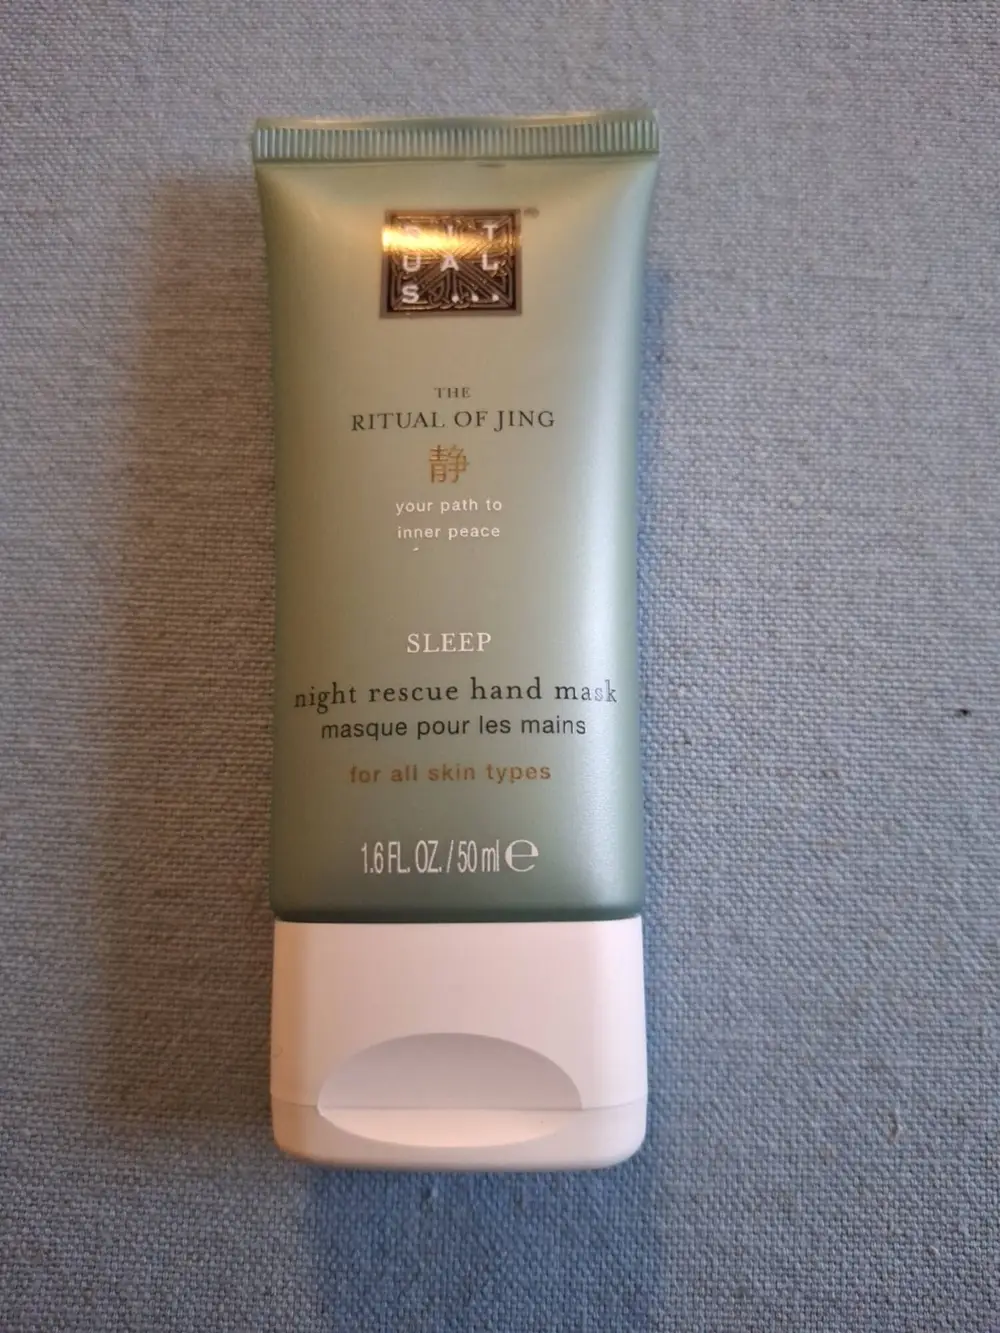 RIT
UAL
S...
®
THE
RITUAL OF JING
静
your path to
inner peace
SLEEP
night rescue hand mask
masque pour les mains
for all skin types
1.6 FL. OZ. / 50 ml ℮